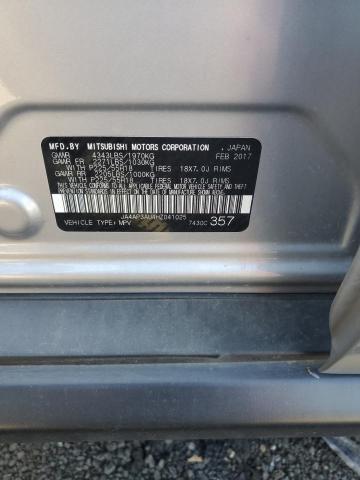 MFD.BY MITSUBISHI MOTORS CORPORATION , JAPAN
GVWR 4343LBS/1970KG FEB 2017
GAWR FR 2271LBS/1030KG
WITH P225/55R18 TIRES 18X7.0J RIMS
GAWR RR 2205LBS/1000KG
WITH P225/55R18 TIRES 18X7.0J RIMS
VEHICLE TYPE: MPV 7430C 357